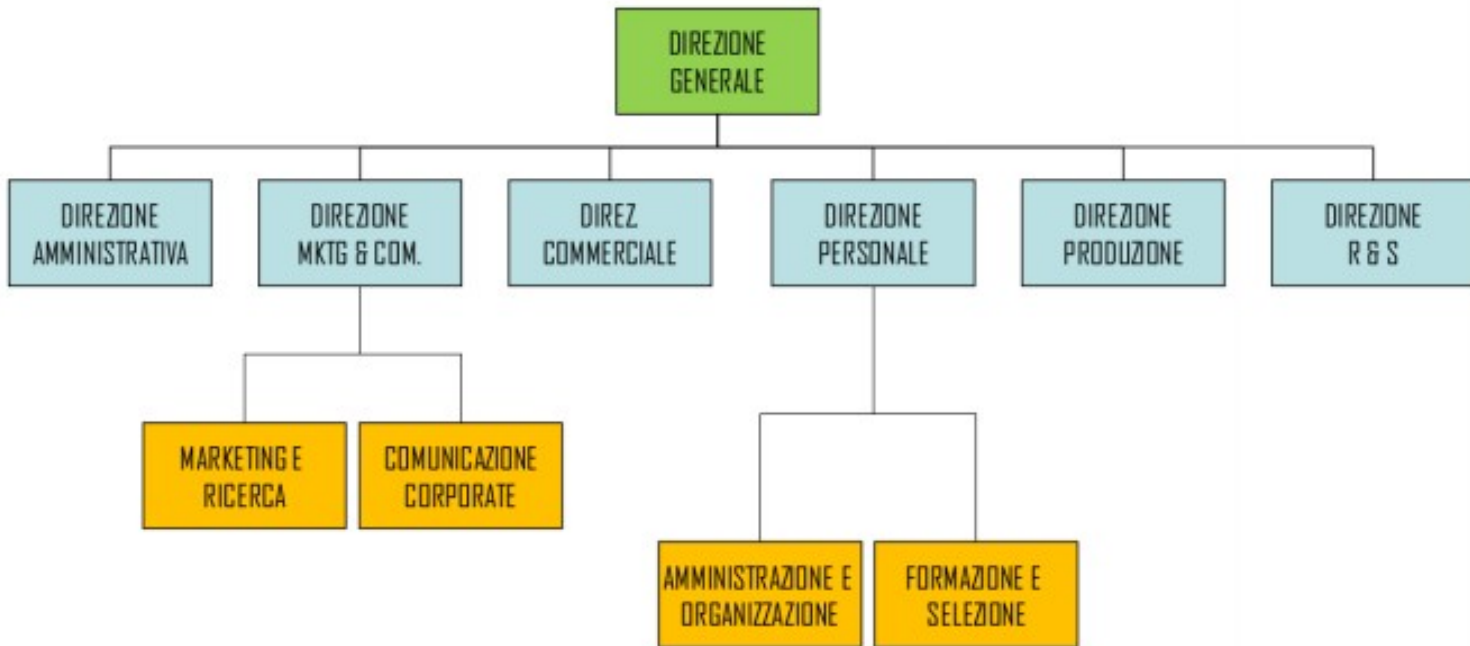 DIREZIONE
GENERALE
DIREZIONE
AMMINISTRATIVA
DIREZIONE
MKTG & COM.
DIREZ.
COMMERCIALE
DIREZIONE
PERSONALE
DIREZIONE
PRODUZIONE
DIREZIONE
R & S
MARKETING E
RICERCA
COMUNICAZIONE
CORPORATE
AMMINISTRAZIONE E
ORGANIZZAZIONE
FORMAZIONE E
SELEZIONE